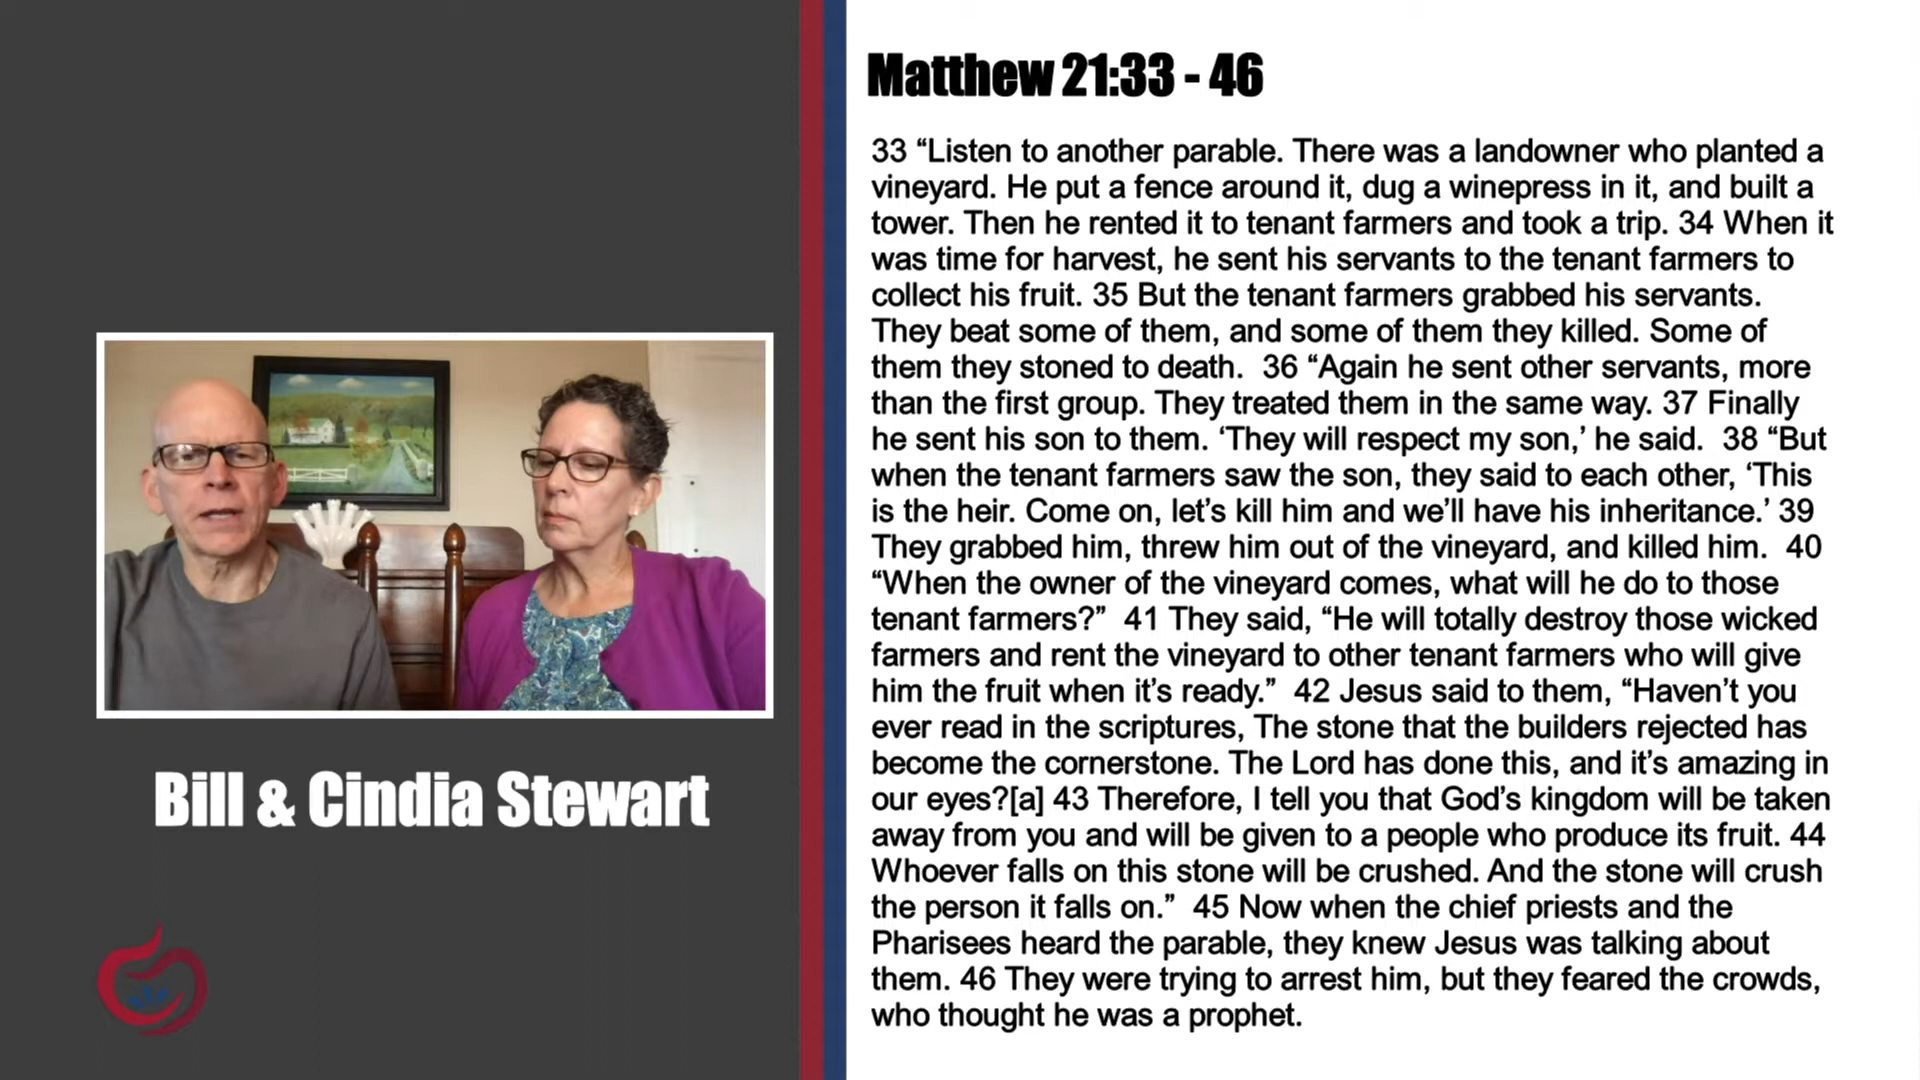 Matthew 21:33 - 46
33 “Listen to another parable. There was a landowner who planted a
vineyard. He put a fence around it, dug a winepress in it, and built a
tower. Then he rented it to tenant farmers and took a trip. 34 When it
was time for harvest, he sent his servants to the tenant farmers to
collect his fruit. 35 But the tenant farmers grabbed his servants.
They beat some of them, and some of them they killed. Some of
them they stoned to death.  36 “Again he sent other servants, more
than the first group. They treated them in the same way. 37 Finally
he sent his son to them. ‘They will respect my son,’ he said.  38 “But
when the tenant farmers saw the son, they said to each other, ‘This
is the heir. Come on, let’s kill him and we’ll have his inheritance.’ 39
They grabbed him, threw him out of the vineyard, and killed him.  40
“When the owner of the vineyard comes, what will he do to those
tenant farmers?”  41 They said, “He will totally destroy those wicked
farmers and rent the vineyard to other tenant farmers who will give
him the fruit when it’s ready.”  42 Jesus said to them, “Haven’t you
ever read in the scriptures, The stone that the builders rejected has
become the cornerstone. The Lord has done this, and it’s amazing in
our eyes?[a] 43 Therefore, I tell you that God’s kingdom will be taken
away from you and will be given to a people who produce its fruit. 44
Whoever falls on this stone will be crushed. And the stone will crush
the person it falls on.”  45 Now when the chief priests and the
Pharisees heard the parable, they knew Jesus was talking about
them. 46 They were trying to arrest him, but they feared the crowds,
who thought he was a prophet.
Bill & Cindia Stewart